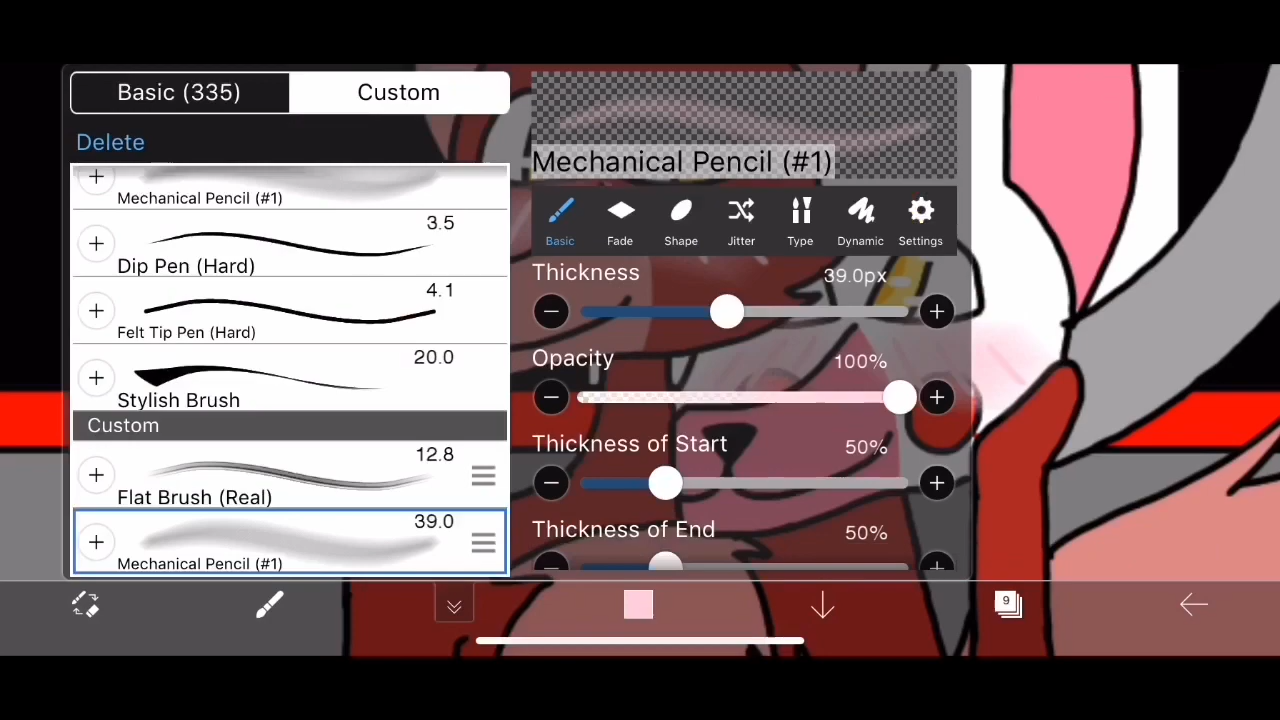 Basic (335)
Custom
Delete
Mechanical Pencil (#1)
3.5
Dip Pen (Hard)
4.1
Felt Tip Pen (Hard)
20.0
Stylish Brush
Custom
12.8
Flat Brush (Real)
39.0
Mechanical Pencil (#1)
Mechanical Pencil (#1)
Basic Fade Shape Jitter Type Dynamic Settings
Thickness 39.0px
Opacity 100%
Thickness of Start 50%
Thickness of End 50%
9